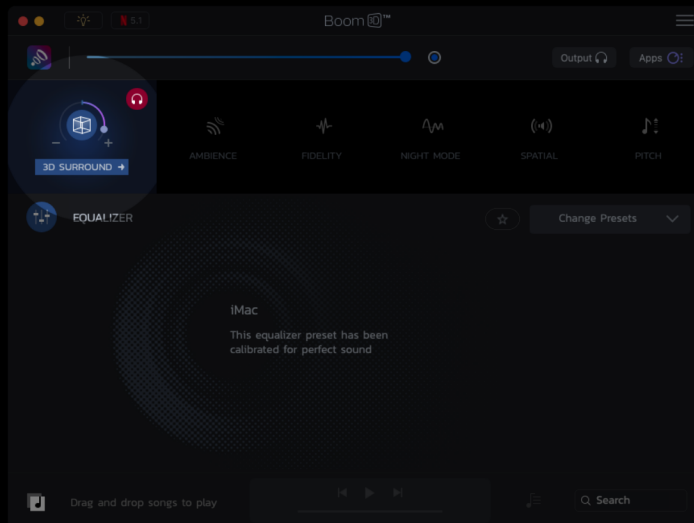 5.1
Boom 3D™
Output
Apps
3D SURROUND →
AMBIENCE
FIDELITY
NIGHT MODE
SPATIAL
PITCH
EQUALIZER
Change Presets
iMac
This equalizer preset has been
calibrated for perfect sound
Drag and drop songs to play
Search